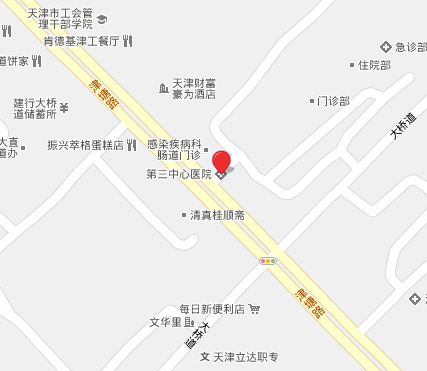 天津市工会管
理干部学院
肯德基津工餐厅
急诊部
道饼家
住院部
天津财富
豪为酒店
津塘路
门诊部
建行大桥
道储蓄所
大桥道
大直
道办
振兴萃格蛋糕店
感染疾病科
肠道门诊
第三中心医院
清真桂顺斋
津塘路
每日新便利店
文华里
大桥道
天津立达职专